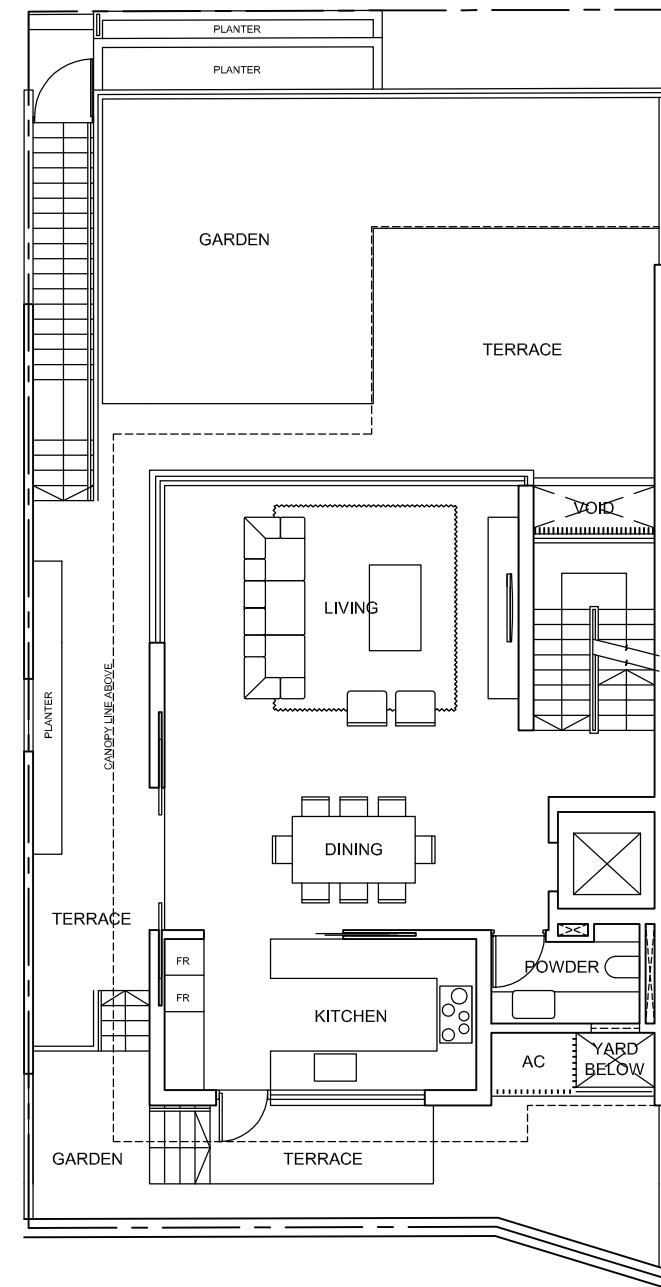 PLANTER
PLANTER
GARDEN
TERRACE
VOID
LIVING
CANOPY LINE ABOVE
PLANTER
DINING
TERRACE
FR
FR
KITCHEN
POWDER
AC
YARD
BELOW
GARDEN
TERRACE